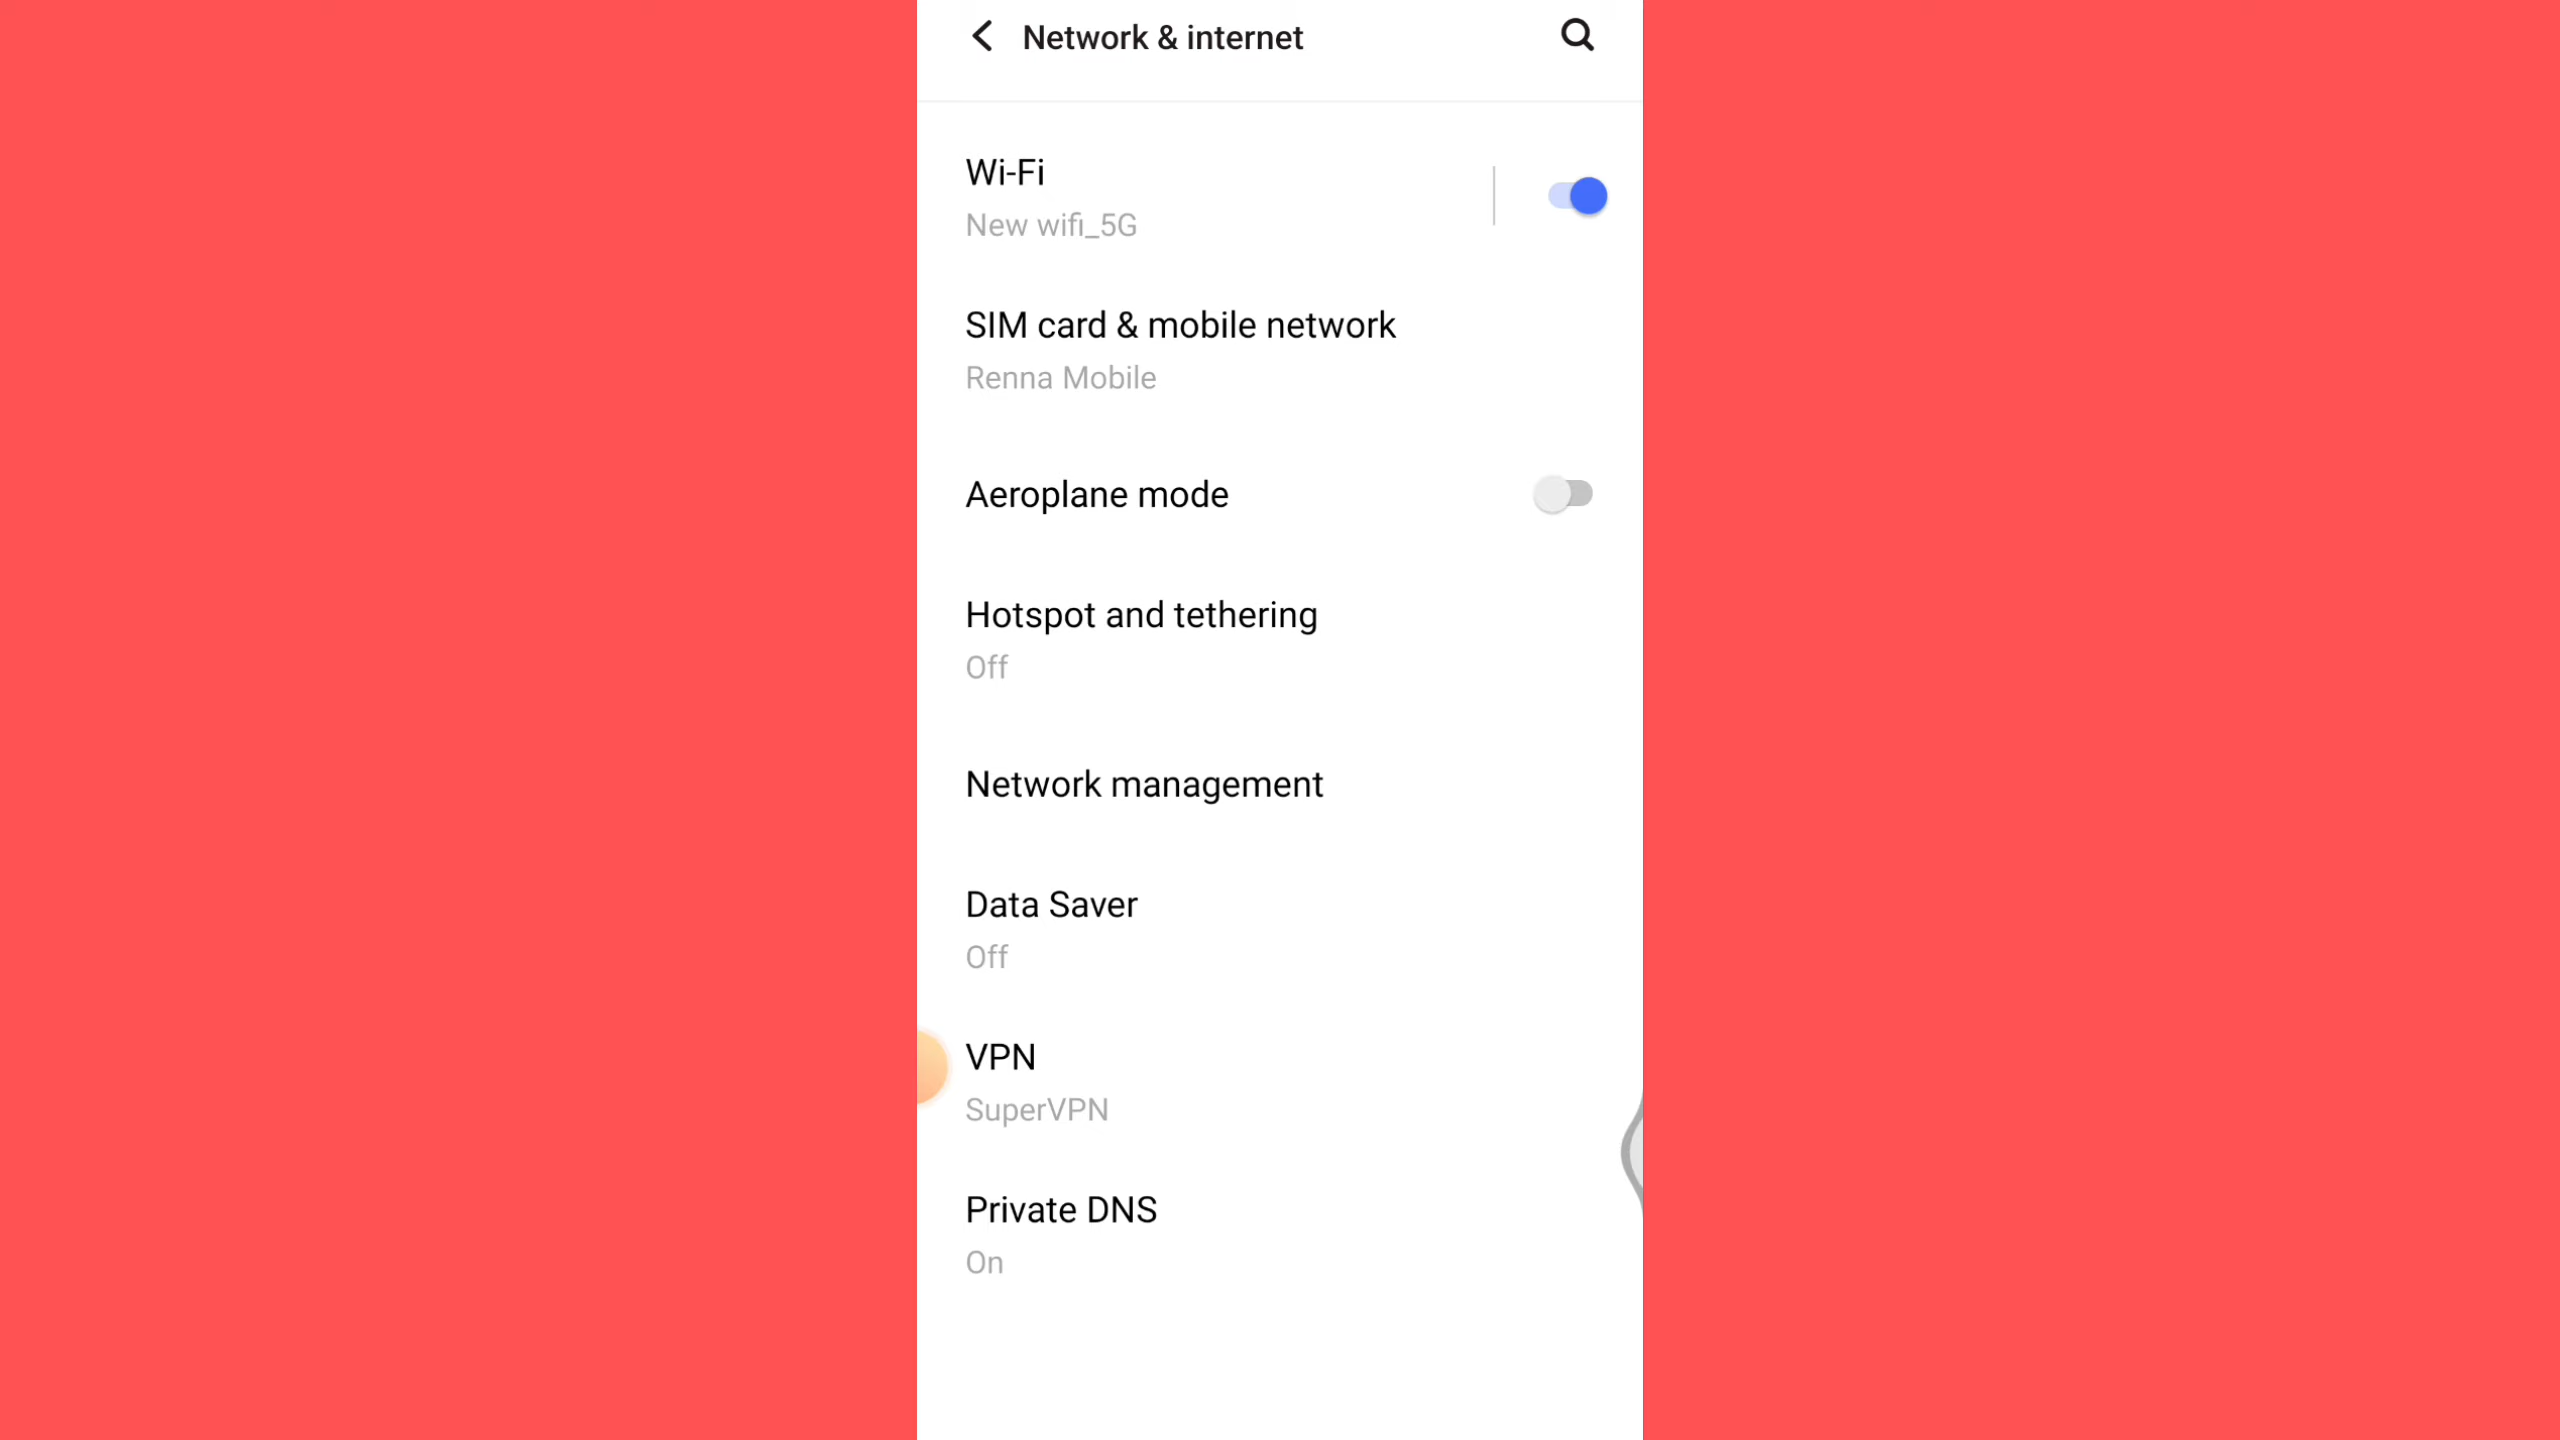 Network & internet
Wi-Fi
New wifi_5G
SIM card & mobile network
Renna Mobile
Aeroplane mode
Hotspot and tethering
Off
Network management
Data Saver
Off
VPN
SuperVPN
Private DNS
On